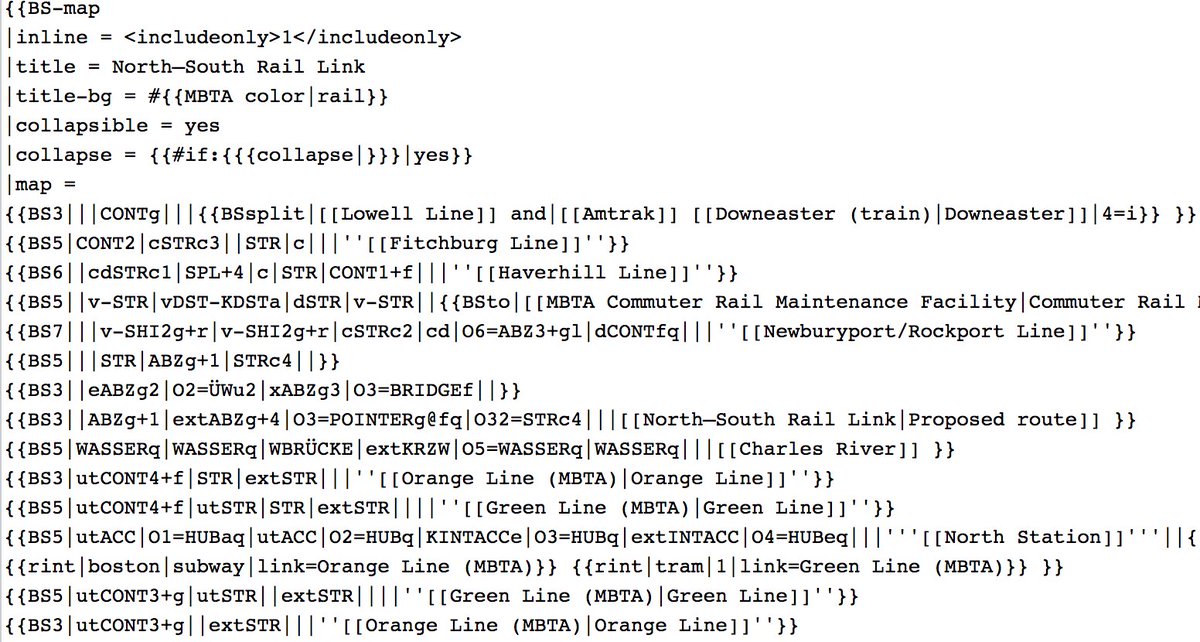 {{BS-map
|inline = <includeonly>1</includeonly>
|title = North–South Rail Link
|title-bg = #{{MBTA color|rail}}
|collapsible = yes
|collapse = {{#if:{{{collapse|}}}|yes}}
|map =
{{BS3|||CONTg|||{{BSsplit|[[Lowell Line]] and|[[Amtrak]] [[Downeaster (train)|Downeaster]]|4=i}} }}
{{BS5|CONT2|cSTRc3||STR|c|||''[[Fitchburg Line]]''}}
{{BS6||cdSTRc1|SPL+4|c|STR|CONT1+f|||''[[Haverhill Line]]''}}
{{BS5||v-STR|vDST-KDSTa|dSTR|v-STR||{{BSto|[[MBTA Commuter Rail Maintenance Facility|Commuter Rail
{{BS7|||v-SHI2g+r|v-SHI2g+r|cSTRc2|cd|O6=ABZ3+gl|dCONTfq|||''[[Newburyport/Rockport Line]]''}}
{{BS5|||STR|ABZg+1|STRc4||}}
{{BS3||eABZg2|O2=ÜWu2|xABZg3|O3=BRIDGEf||}}
{{BS3||ABZg+1|extABZg+4|O3=POINTERg@fq|O32=STRc4|||[[North–South Rail Link|Proposed route]] }}
{{BS5|WASSERq|WASSERq|WBRÜCKE|extKRZW|O5=WASSERq|WASSERq|||[[Charles River]] }}
{{BS3|utCONT4+f|STR|extSTR|||''[[Orange Line (MBTA)|Orange Line]]''}}
{{BS5|utCONT4+f|utSTR|STR|extSTR||||''[[Green Line (MBTA)|Green Line]]''}}
{{BS5|utACC|O1=HUBaq|utACC|O2=HUBq|KINTACCe|O3=HUBq|extINTACC|O4=HUBeq|||'''[[North Station]]'''||{
{{rint|boston|subway|link=Orange Line (MBTA)}} {{rint|tram|1|link=Green Line (MBTA)}} }}
{{BS5|utCONT3+g|utSTR||extSTR||||''[[Green Line (MBTA)|Green Line]]''}}
{{BS3|utCONT3+g||extSTR|||''[[Orange Line (MBTA)|Orange Line]]''}}